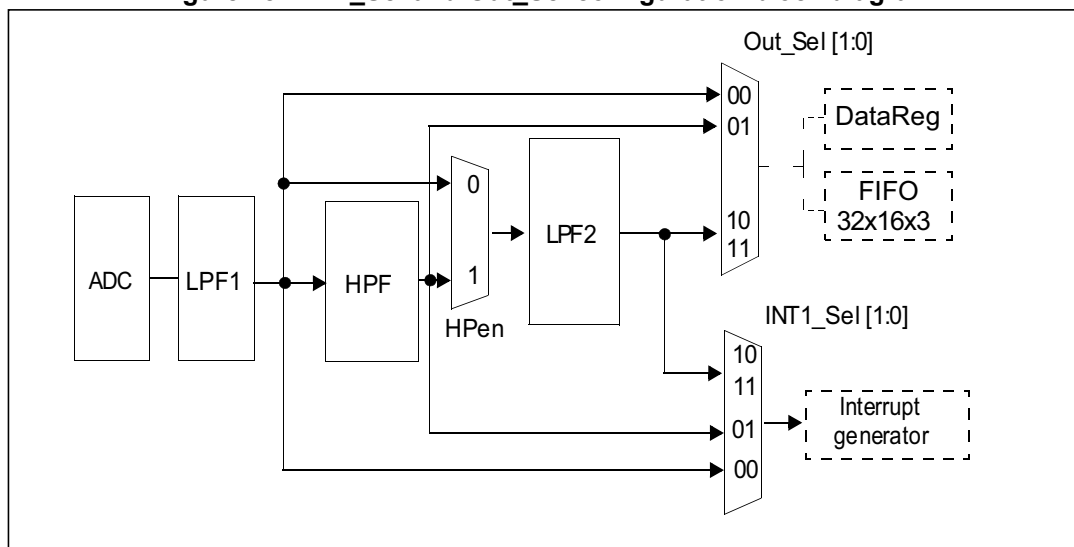 Out_Sel [1:0]
00
01
10
11
DataReg
FIFO
32x16x3
0
1
HPen
ADC
LPF1
HPF
LPF2
INT1_Sel [1:0]
10
11
01
00
Interrupt
generator